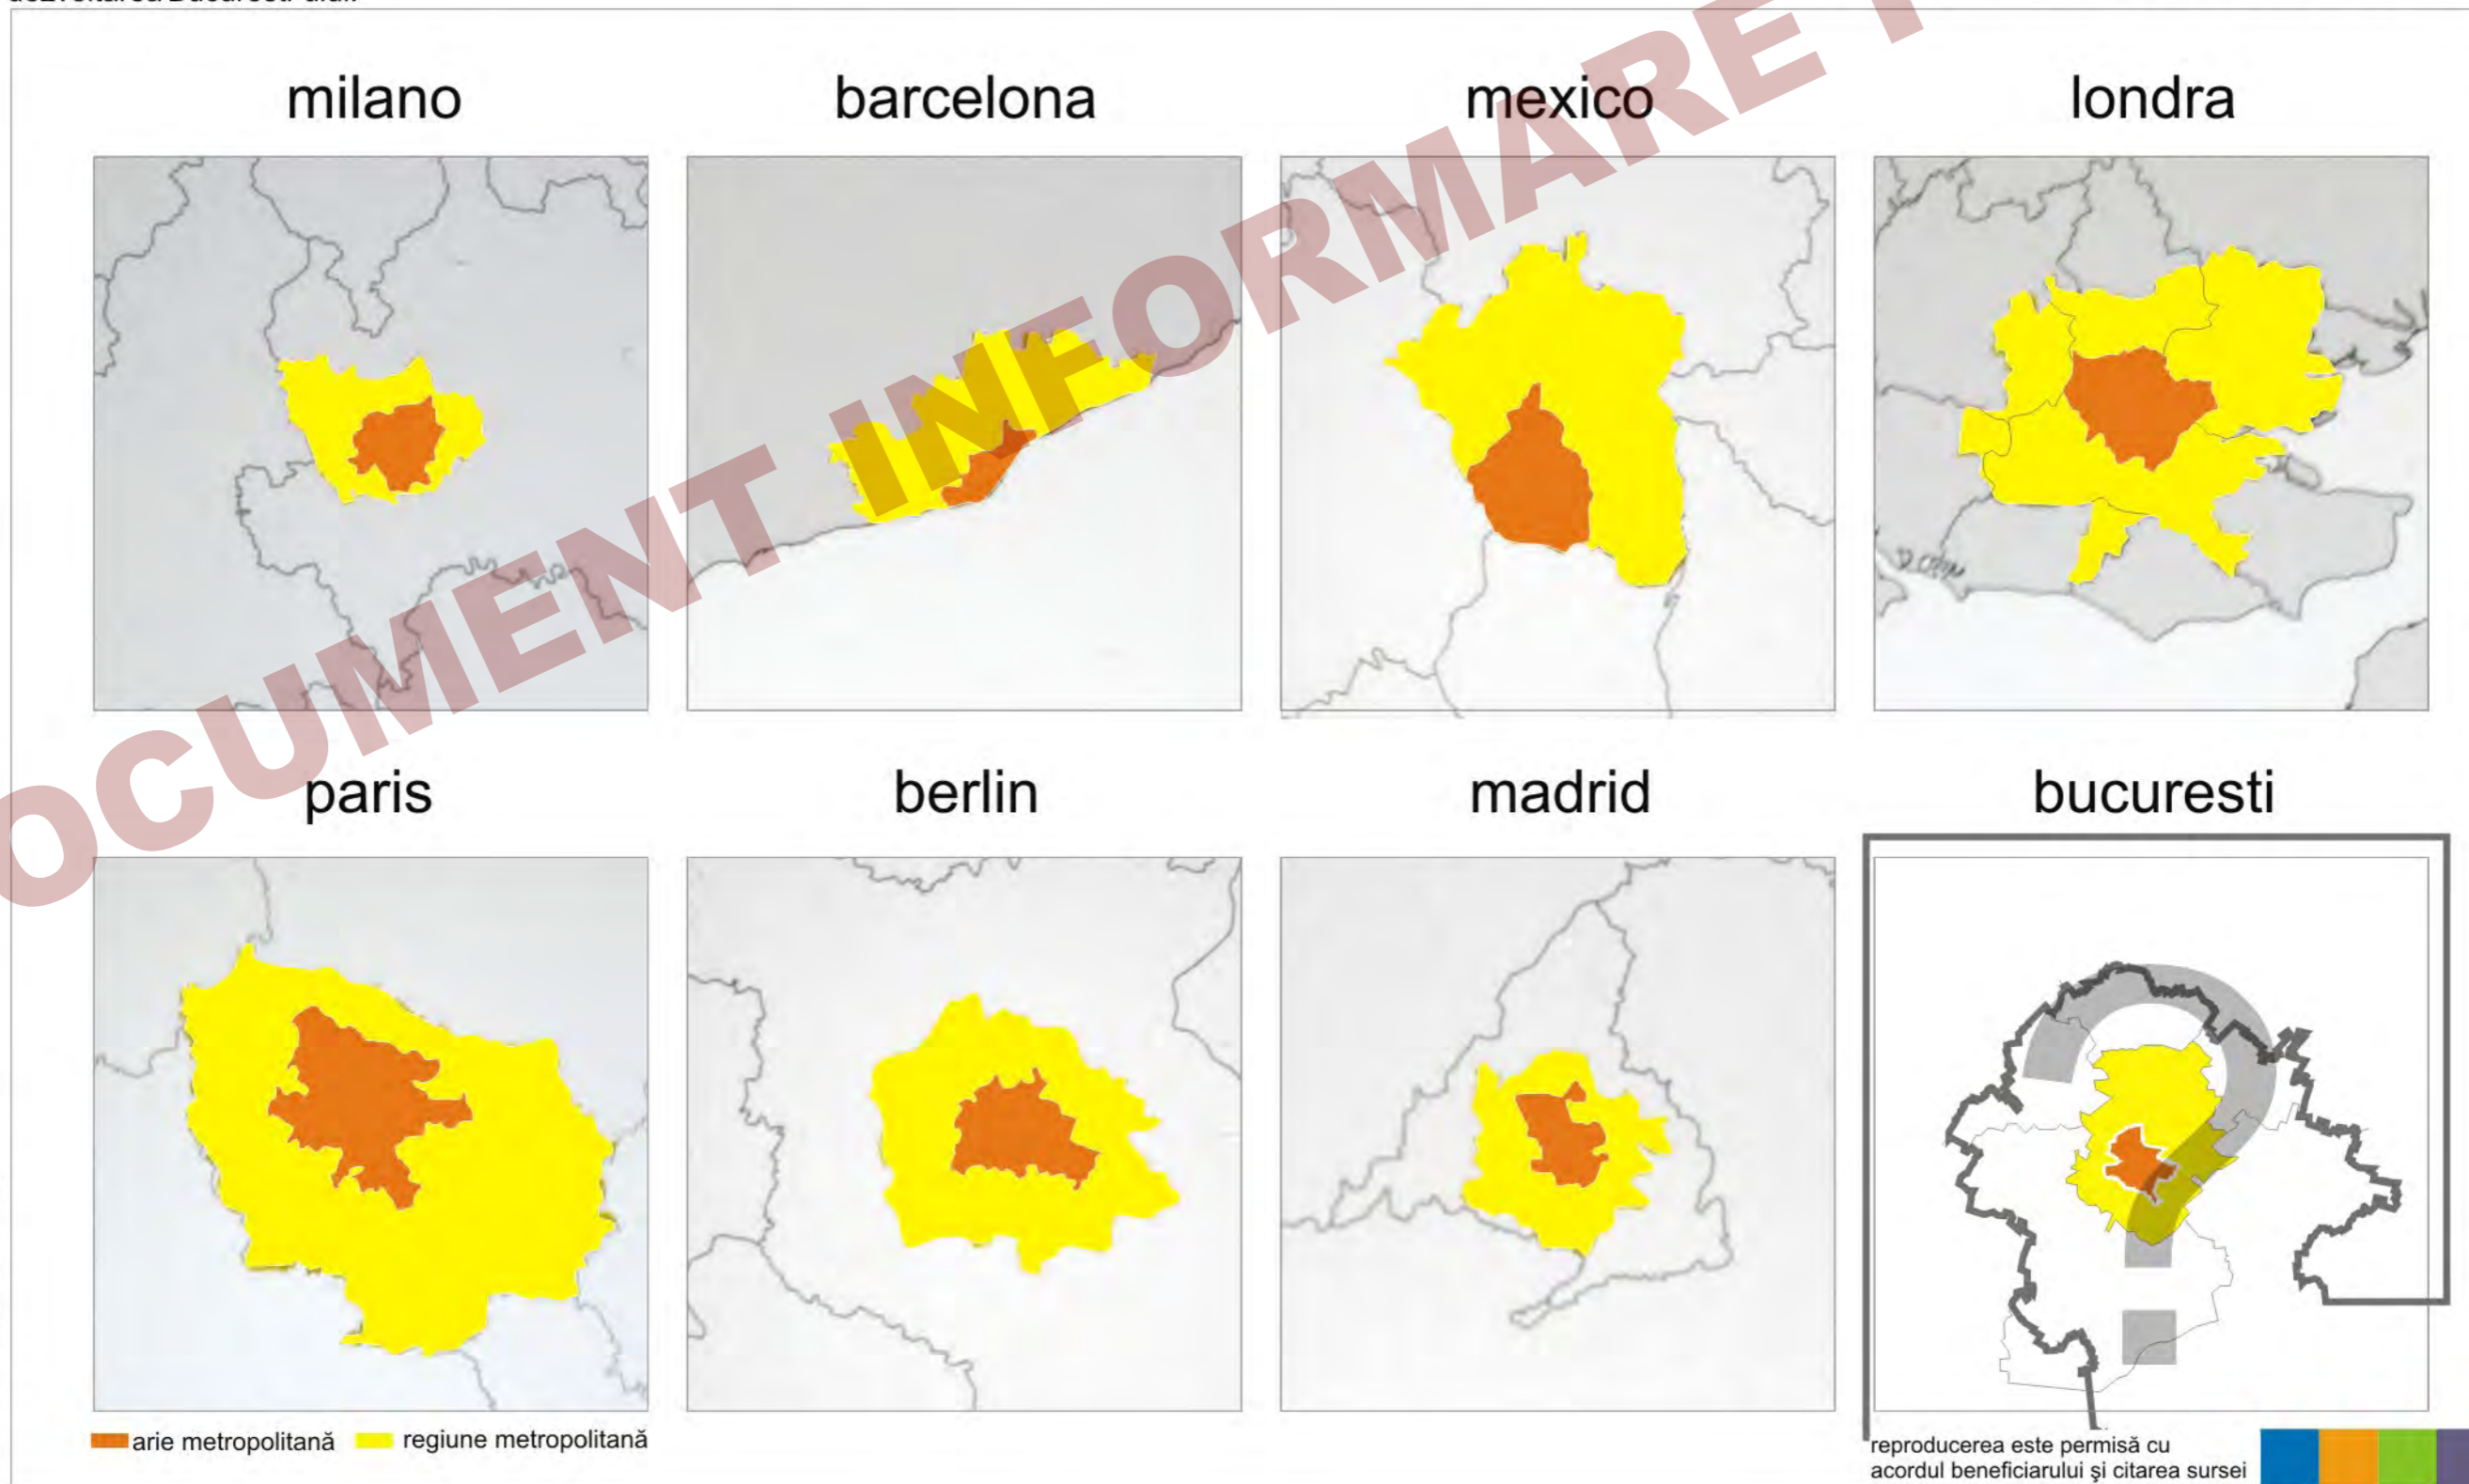 milano
barcelona
mexico
londra
paris
berlin
madrid
bucuresti
arie metropolitană
regiune metropolitană
reproducerea este permisă cu
acordul beneficiarului şi citarea sursei
OCUMENT INFORMARE